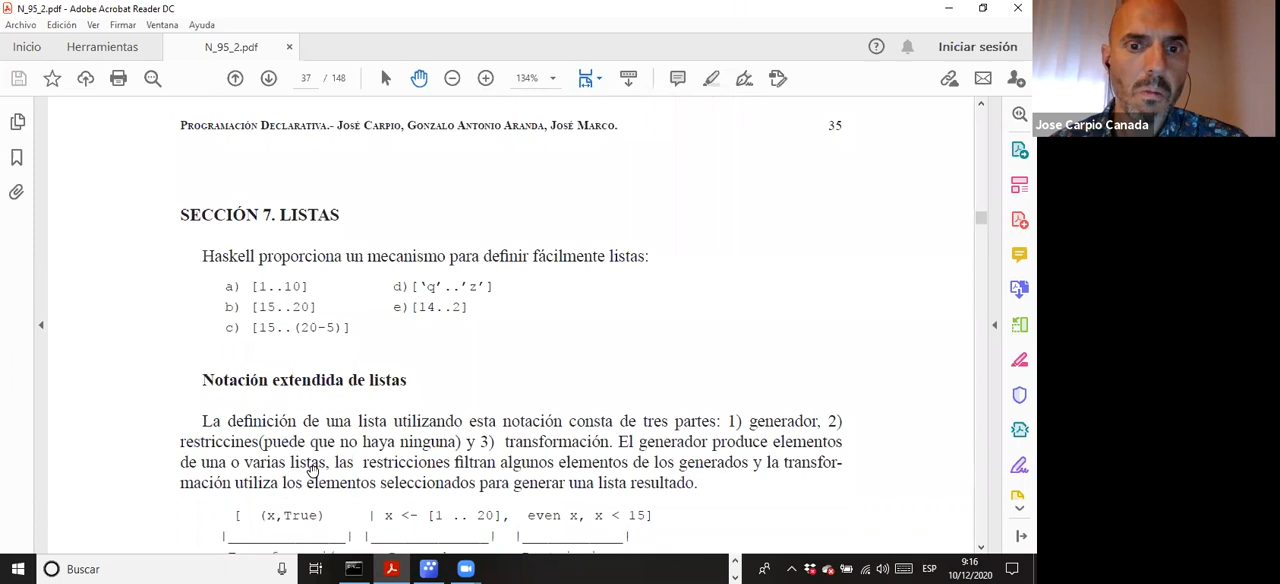 N_95_2.pdf - Adobe Acrobat Reader DC
Archivo Edición Ver Firmar Ventana Ayuda
Inicio Herramientas N_95_2.pdf × Iniciar sesión
37 / 148 134%
PROGRAMACIÓN DECLARATIVA.- JOSÉ CARPIO, GONZALO ANTONIO ARANDA, JOSÉ MARCO. 35
Jose Carpio Canada
SECCIÓN 7. LISTAS
Haskell proporciona un mecanismo para definir fácilmente listas:
a) [1..10] d)[‘q’..’z’]
b) [15..20] e)[14..2]
c) [15..(20-5)]
Notación extendida de listas
La definición de una lista utilizando esta notación consta de tres partes: 1) generador, 2)
restriccines(puede que no haya ninguna) y 3) transformación. El generador produce elementos
de una o varias listas, las restricciones filtran algunos elementos de los generados y la transfor-
mación utiliza los elementos seleccionados para generar una lista resultado.
[ (x,True) | x <- [1 .. 20], even x, x < 15]
|______________| |______________| |____________|
Buscar ESP 9:16
10/12/2020